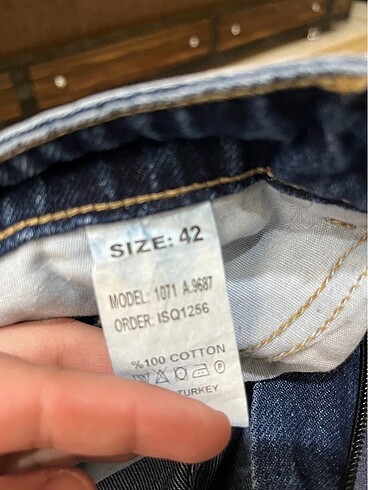 SIZE: 42
MODEL: 1071 A.9687
ORDER: ISQ1256
%100 COTTON
TURKEY